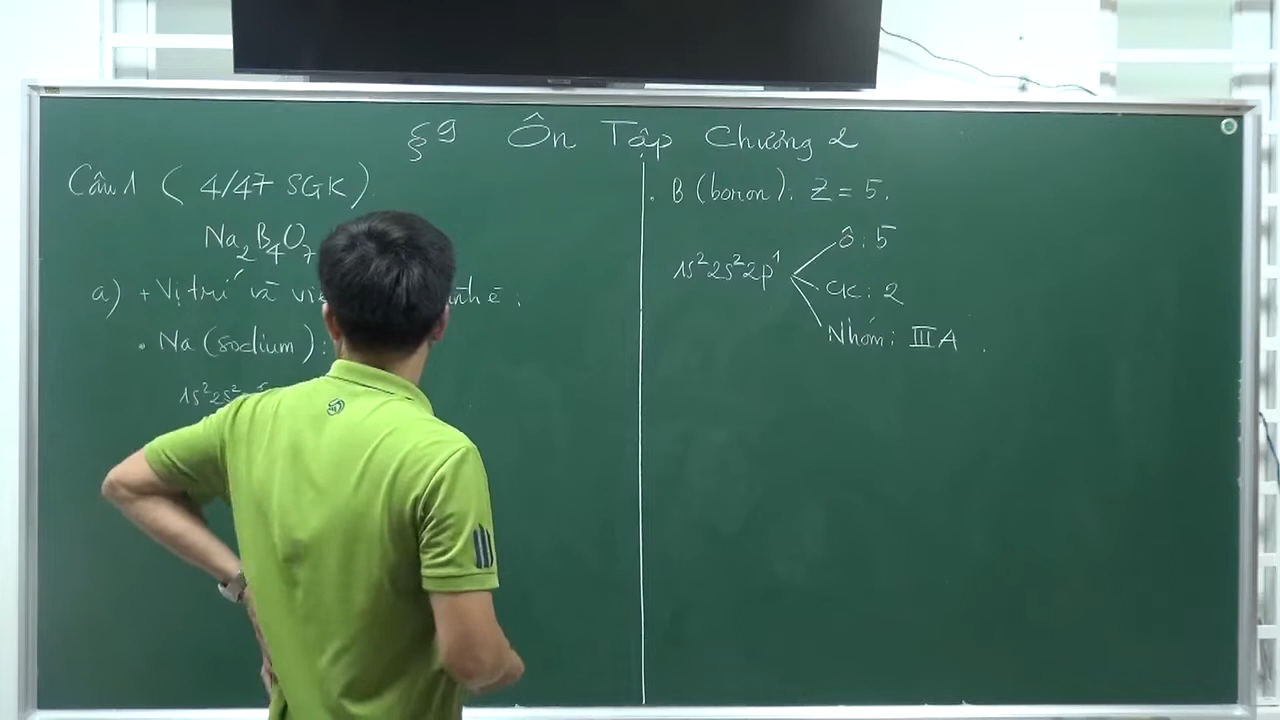 §9 Ôn Tập Chương 2
Câu 1 ( 4/47 SGK )
Na₂B₄O₇
a) + Vị trí và
• Na (sodium) :
1s²2s²
• B (boron): Z = 5.
1s²2s²2p¹
Ô : 5
CK : 2
Nhóm : IIIA .